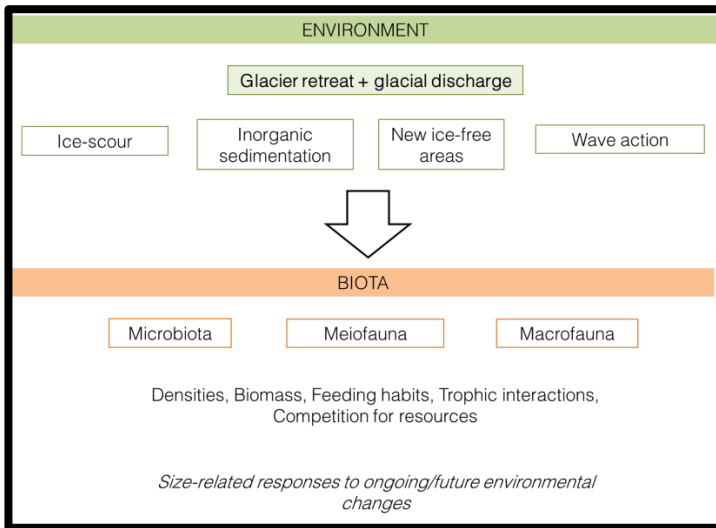 ENVIRONMENT
Glacier retreat + glacial discharge
Ice-scour
Inorganic
sedimentation
New ice-free
areas
Wave action
BIOTA
Microbiota
Meiofauna
Macrofauna
Densities, Biomass, Feeding habits, Trophic interactions,
Competition for resources
Size-related responses to ongoing/future environmental
changes